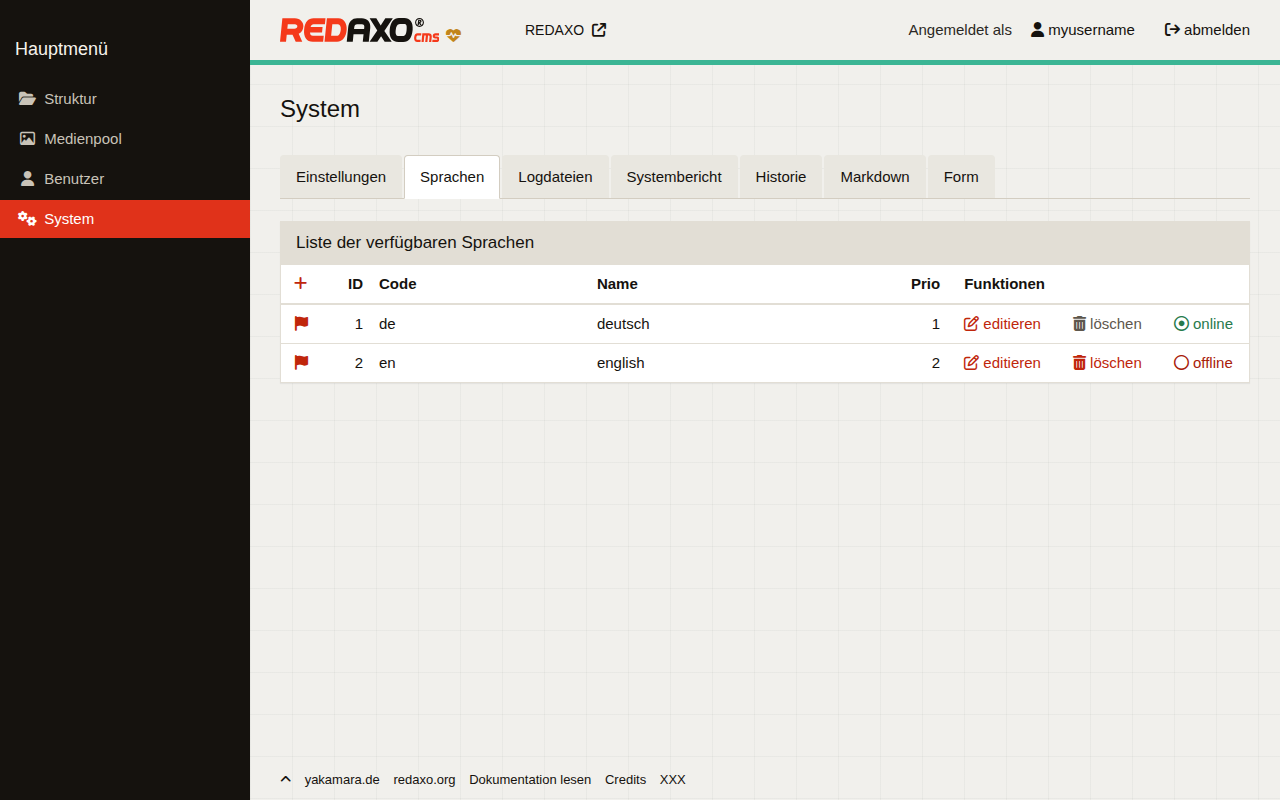 Hauptmenü
Struktur
Medienpool
Benutzer
System
REDAXO® cms
REDAXO
Angemeldet als myusername abmelden
System
Einstellungen Sprachen Logdateien Systembericht Historie Markdown Form
Liste der verfügbaren Sprachen
+ ID Code Name Prio Funktionen
1 de deutsch 1 editieren löschen online
2 en english 2 editieren löschen offline
yakamara.de redaxo.org Dokumentation lesen Credits XXX